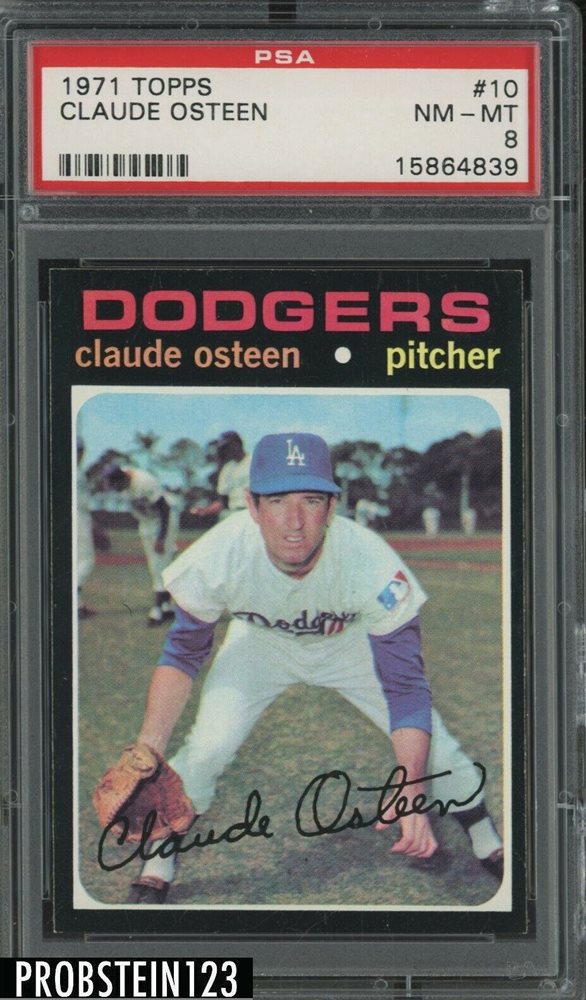 PSA
1971 TOPPS #10
CLAUDE OSTEEN NM - MT
8
15864839
DODGERS
claude osteen • pitcher
LA
Dodgers
Claude Osteen
PROBSTEIN123